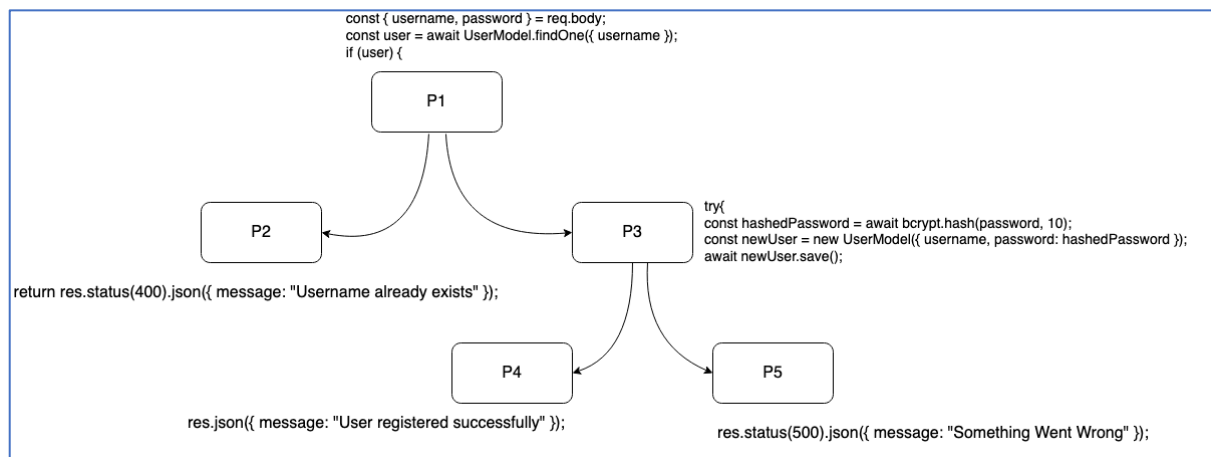 const { username, password } = req.body;
const user = await UserModel.findOne({ username });
if (user) {
P1
P2
P3
try{
const hashedPassword = await bcrypt.hash(password, 10);
const newUser = new UserModel({ username, password: hashedPassword });
await newUser.save();
return res.status(400).json({ message: "Username already exists" });
P4
P5
res.json({ message: "User registered successfully" });
res.status(500).json({ message: "Something Went Wrong" });